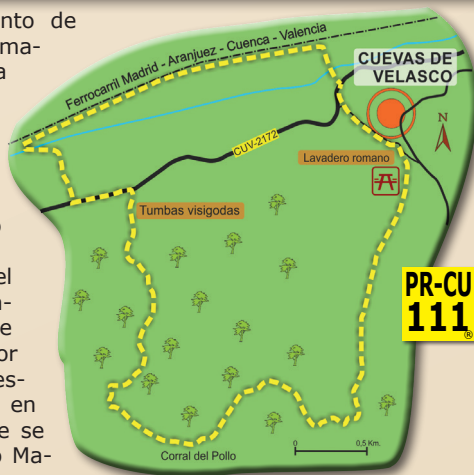 nto de
ma-
a
Ferrocarril Madrid - Aranjuez - Cuenca - Valencia
CUEVAS DE
VELASCO
N
CUV-2172
Lavadero romano
Tumbas visigodas
o
el
n-
e
or
es-
en
e se
o Ma-
PR-CU
111
®
Corral del Pollo
0
0,5 Km.